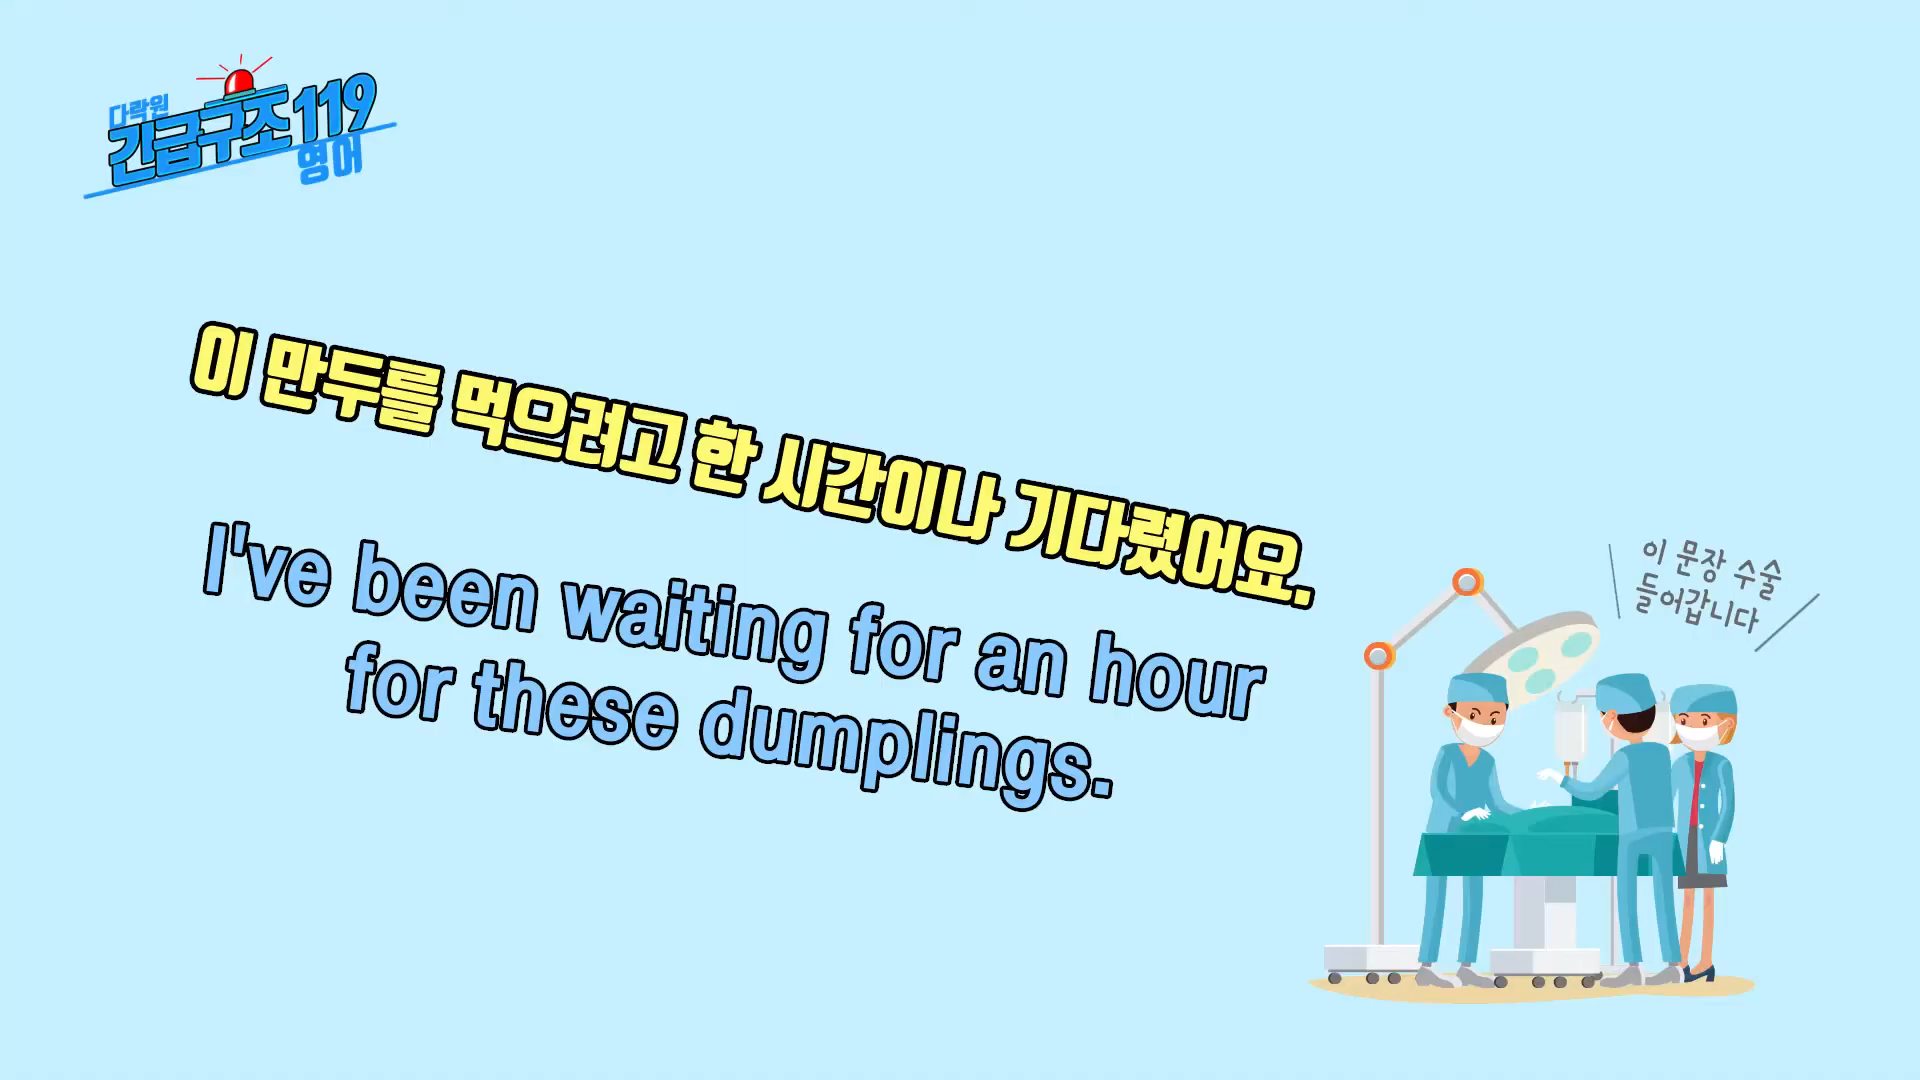 다락원
긴급구조119
영어
이 만두를 먹으려고 한 시간이나 기다렸어요.
I've been waiting for an hour
for these dumplings.
이 문장 수술
들어갑니다